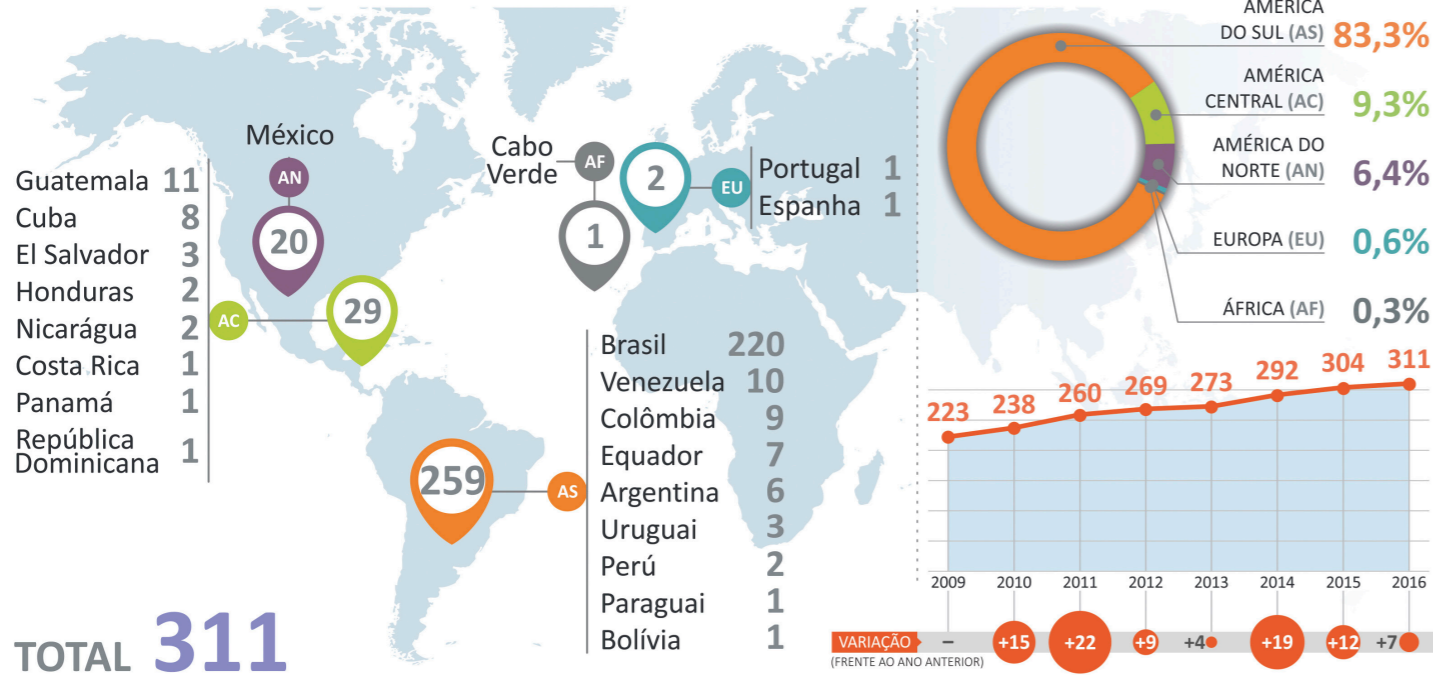 México
AN
20
Guatemala 11
Cuba 8
El Salvador 3
Honduras 2
Nicarágua 2
Costa Rica 1
Panamá 1
República
Dominicana 1
AC
29
Cabo
Verde
AF
1
2
EU
Portugal 1
Espanha 1
259
AS
Brasil 220
Venezuela 10
Colômbia 9
Equador 7
Argentina 6
Uruguai 3
Perú 2
Paraguai 1
Bolívia 1
TOTAL 311
AMÉRICA
DO SUL (AS) 83,3%
AMÉRICA
CENTRAL (AC) 9,3%
AMÉRICA DO
NORTE (AN) 6,4%
EUROPA (EU) 0,6%
ÁFRICA (AF) 0,3%
223 238 260 269 273 292 304 311
2009 2010 2011 2012 2013 2014 2015 2016
VARIAÇÃO – +15 +22 +9 +4 +19 +12 +7
(FRENTE AO ANO ANTERIOR)